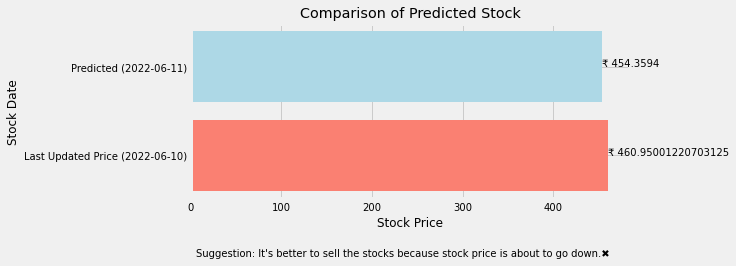 Comparison of Predicted Stock
Stock Date
Predicted (2022-06-11)
₹ 454.3594
Last Updated Price (2022-06-10)
₹ 460.95001220703125
0 100 200 300 400
Stock Price
Suggestion: It's better to sell the stocks because stock price is about to go down.✖